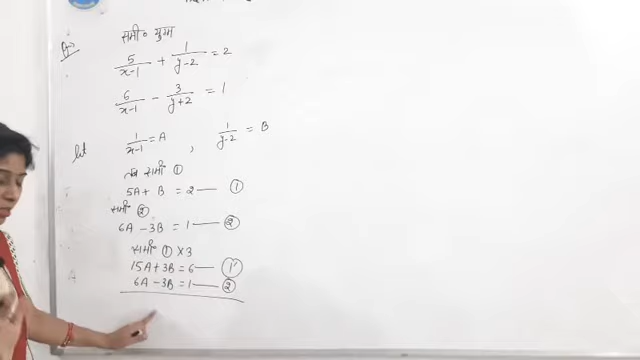 समी० युग्म
5/x-1 + 1/y-2 = 2
6/x-1 - 3/y+2 = 1
let 1/x-1 = A , 1/y-2 = B
समी० ①
5A + B = 2 —— ①
समी० ②
6A - 3B = 1 —— ②
समी० ① × 3
15A + 3B = 6 —— ①'
6A - 3B = 1 —— ②